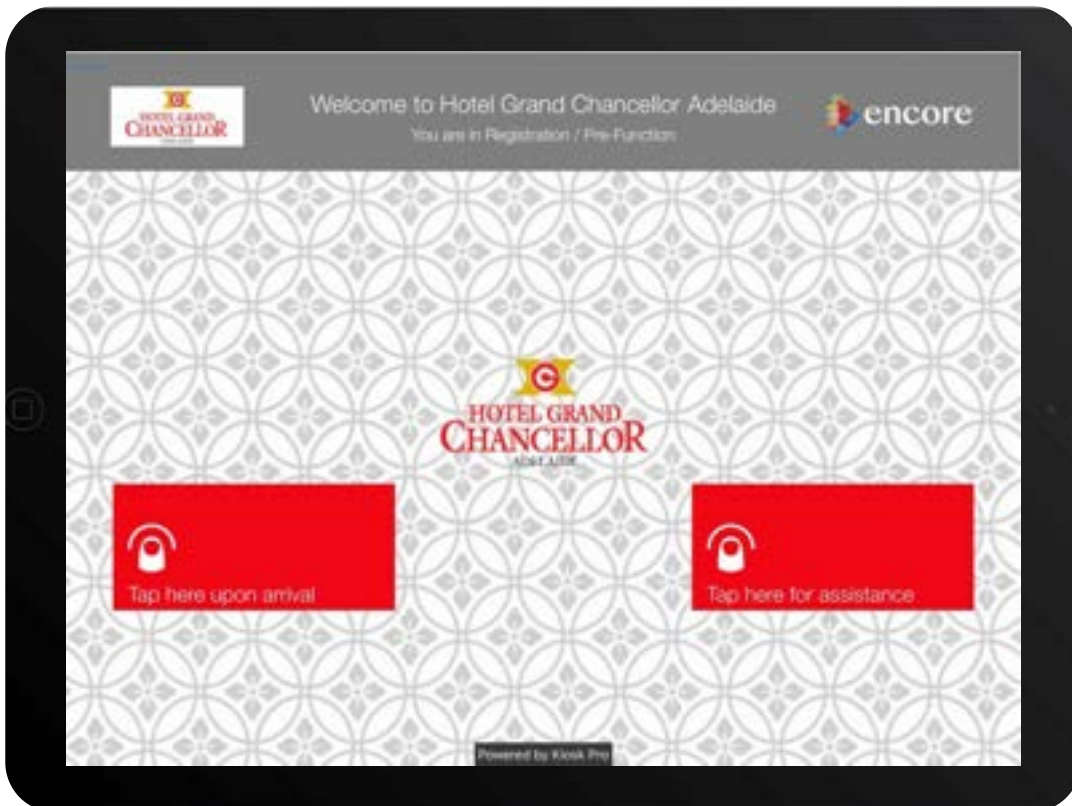 HOTEL GRAND
CHANCELLOR
Welcome to Hotel Grand Chancellor Adelaide
You are in Registration / Pre-Function
encore
C
HOTEL GRAND
CHANCELLOR
ADELAIDE
Tap here upon arrival
Tap here for assistance
Powered by Kiosk Pro